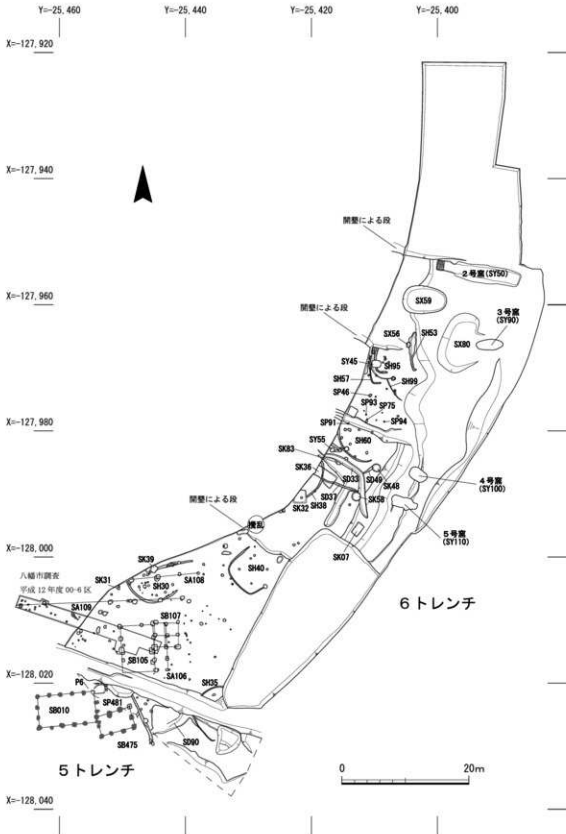 Y=-25,460
Y=-25,440
Y=-25,420
Y=-25,400
X=-127,920
X=-127,940
開墾による段
2号窯(SY50)
X=-127,960
SX59
3号窯
(SY90)
開墾による段
SX56
SH53
SX80
SY45
SH95
SH57
SH99
SP46
SP93
SP75
X=-127,980
SP91
SP94
SY55
SH60
SK83
SK36
SD33
SD49
SK48
4号窯
(SY100)
開墾による段
SK32
SD37
SH38
SK58
5号窯
(SY110)
攪乱
X=-128,000
SK39
SK07
SH40
八幡市調査
平成12年度00-6区
SK31
SH30
SA108
SA109
6トレンチ
SB107
SB105
SA106
X=-128,020
SH35
P6
SP481
SB010
SB475
SD90
5トレンチ
0
20m
X=-128,040